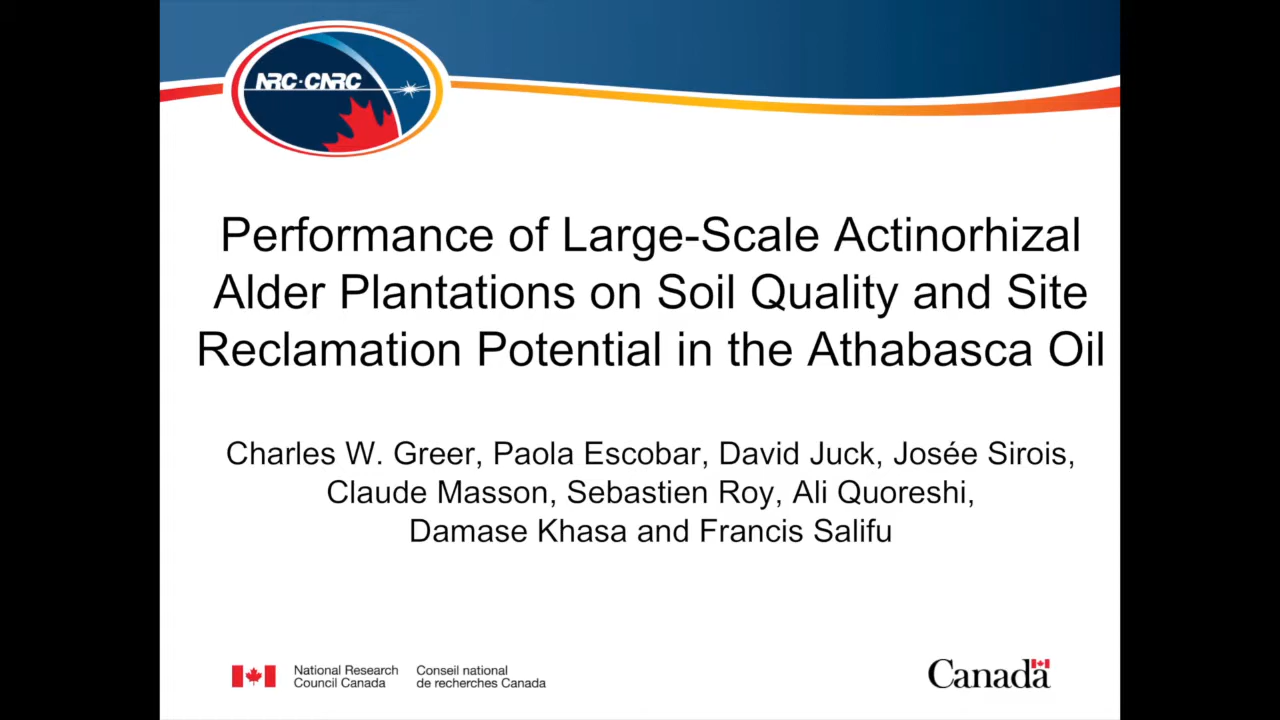 NRC·CNRC
Performance of Large-Scale Actinorhizal
Alder Plantations on Soil Quality and Site
Reclamation Potential in the Athabasca Oil
Charles W. Greer, Paola Escobar, David Juck, Josée Sirois,
Claude Masson, Sebastien Roy, Ali Quoreshi,
Damase Khasa and Francis Salifu
National Research
Council Canada
Conseil national
de recherches Canada
Canada